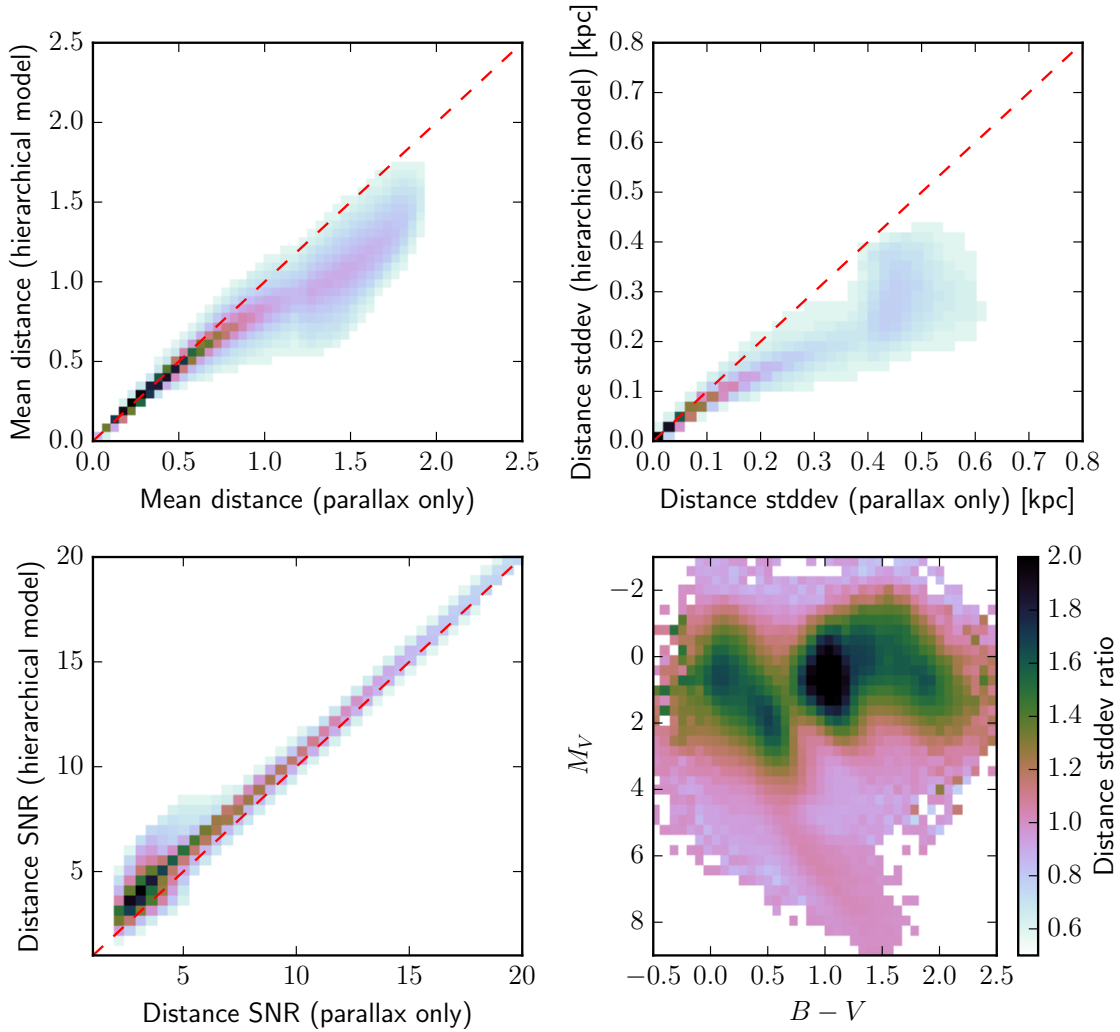 2.5
2.0
1.5
1.0
0.5
0.0
Mean distance (hierarchical model)
0.0 0.5 1.0 1.5 2.0 2.5
Mean distance (parallax only)
0.8
0.7
0.6
0.5
0.4
0.3
0.2
0.1
0.0
Distance stddev (hierarchical model) [kpc]
0.0 0.1 0.2 0.3 0.4 0.5 0.6 0.7 0.8
Distance stddev (parallax only) [kpc]
20
15
10
5
Distance SNR (hierarchical model)
5 10 15 20
Distance SNR (parallax only)
−2
0
2
4
6
8
M_V
−0.5 0.0 0.5 1.0 1.5 2.0 2.5
B − V
2.0
1.8
1.6
1.4
1.2
1.0
0.8
0.6
Distance stddev ratio